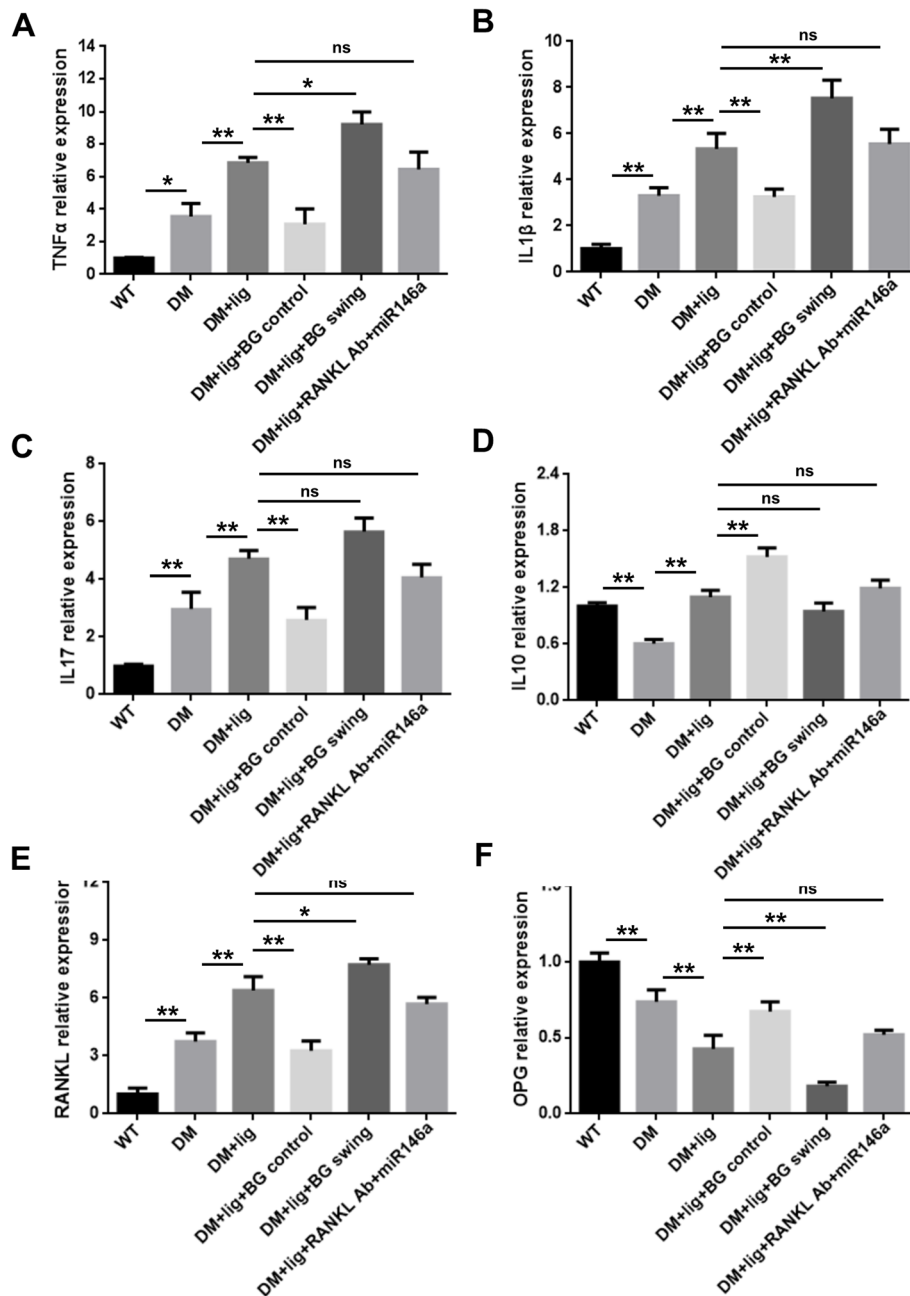 A
TNFα relative expression
14
12
10
8
6
4
2
0
ns
*
**
**
*
WT
DM
DM+lig
DM+lig+BG control
DM+lig+BG swing
DM+lig+RANKL Ab+miR146a
B
IL1β relative expression
10
8
6
4
2
0
ns
**
**
**
**
WT
DM
DM+lig
DM+lig+BG control
DM+lig+BG swing
DM+lig+RANKL Ab+miR146a
C
IL17 relative expression
8
6
4
2
0
ns
ns
**
**
**
WT
DM
DM+lig
DM+lig+BG control
DM+lig+BG swing
DM+lig+RANKL Ab+miR146a
D
IL10 relative expression
2.4
1.8
1.2
0.6
0.0
ns
ns
**
**
**
WT
DM
DM+lig
DM+lig+BG control
DM+lig+BG swing
DM+lig+RANKL Ab+miR146a
E
RANKL relative expression
12
9
6
3
0
ns
*
**
**
**
WT
DM
DM+lig
DM+lig+BG control
DM+lig+BG swing
DM+lig+RANKL Ab+miR146a
F
OPG relative expression
1.5
1.0
0.5
0.0
ns
**
**
**
**
WT
DM
DM+lig
DM+lig+BG control
DM+lig+BG swing
DM+lig+RANKL Ab+miR146a